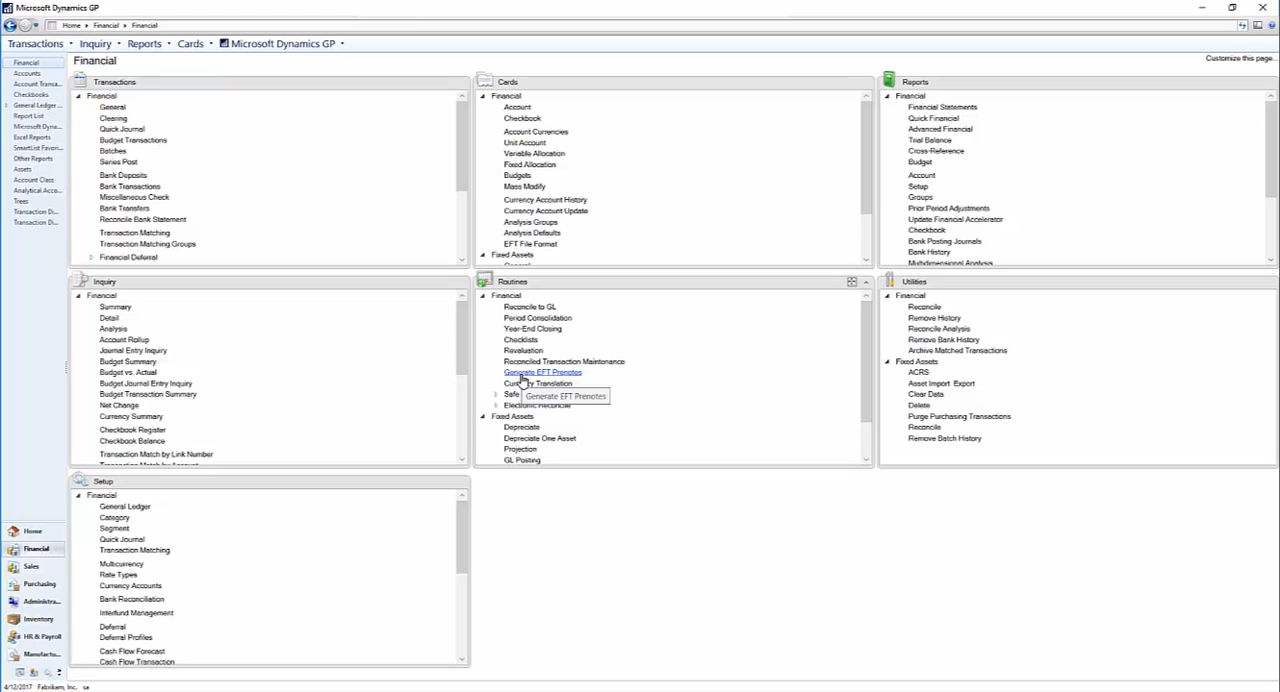 Microsoft Dynamics GP
Home Financial Financial
Transactions Inquiry Reports Cards Microsoft Dynamics GP
Financial
Accounts
Account Transa...
Checkbooks
General Ledger ...
Report List
Microsoft Dyna...
Excel Reports
SmartList Favori...
Other Reports
Assets
Account Class
Analytical Acco...
Trees
Transaction Di...
Transaction Di...
Home
Financial
Sales
Purchasing
Administra...
Inventory
HR & Payroll
Manufactu...
Financial
Customize this page...
Transactions
Financial
General
Clearing
Quick Journal
Budget Transactions
Batches
Series Post
Bank Deposits
Bank Transactions
Miscellaneous Check
Bank Transfers
Reconcile Bank Statement
Transaction Matching
Transaction Matching Groups
Financial Deferral
Cards
Financial
Account
Checkbook
Account Currencies
Unit Account
Variable Allocation
Fixed Allocation
Budgets
Mass Modify
Currency Account History
Currency Account Update
Analysis Groups
Analysis Defaults
EFT File Format
Fixed Assets
General
Reports
Financial
Financial Statements
Quick Financial
Advanced Financial
Trial Balance
Cross-Reference
Budget
Account
Setup
Groups
Prior Period Adjustments
Update Financial Accelerator
Checkbook
Bank Posting Journals
Bank History
Multidimensional Analysis
Inquiry
Financial
Summary
Detail
Analysis
Account Rollup
Journal Entry Inquiry
Budget Summary
Budget vs. Actual
Budget Journal Entry Inquiry
Budget Transaction Summary
Net Change
Currency Summary
Checkbook Register
Checkbook Balance
Transaction Match by Link Number
Transaction Match by Account
Routines
Financial
Reconcile to GL
Period Consolidation
Year-End Closing
Checklists
Revaluation
Reconciled Transaction Maintenance
Generate EFT Prenotes
Currency Translation
Safe
Generate EFT Prenotes
Electronic Reconcile
Fixed Assets
Depreciate
Depreciate One Asset
Projection
GL Posting
Utilities
Financial
Reconcile
Remove History
Reconcile Analysis
Remove Bank History
Archive Matched Transactions
Fixed Assets
ACRS
Asset Import Export
Clear Data
Delete
Purge Purchasing Transactions
Reconcile
Remove Batch History
Setup
Financial
General Ledger
Category
Segment
Quick Journal
Transaction Matching
Multicurrency
Rate Types
Currency Accounts
Bank Reconciliation
Interfund Management
Deferral
Deferral Profiles
Cash Flow Forecast
Cash Flow Transaction
4/12/2017 Fabrikam, Inc. sa